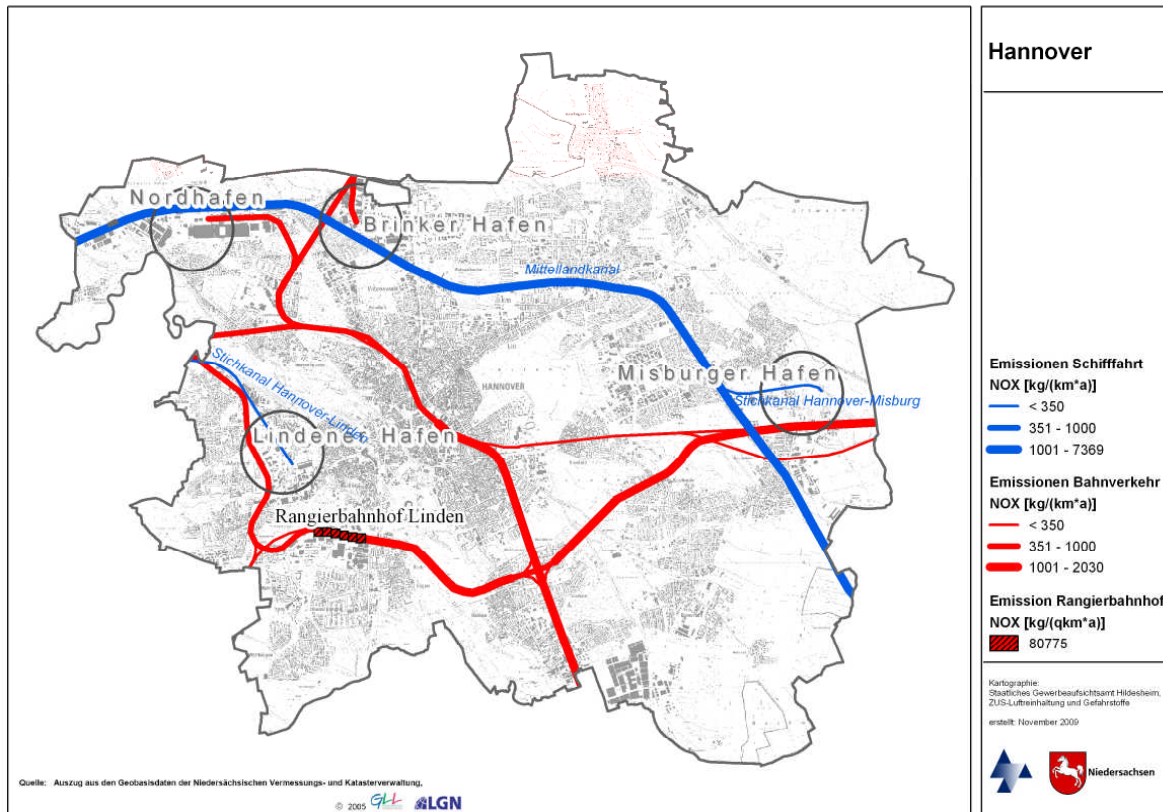 Hannover
Nordhafen
Brinker Hafen
Mittellandkanal
Stichkanal Hannover-Linden
HANNOVER
Misburger Hafen
Stichkanal Hannover-Misburg
Lindener Hafen
Rangierbahnhof Linden
Emissionen Schifffahrt
NOX [kg/(km*a)]
< 350
351 - 1000
1001 - 7369
Emissionen Bahnverkehr
NOX [kg/(km*a)]
< 350
351 - 1000
1001 - 2030
Emission Rangierbahnhof
NOX [kg/(qkm*a)]
80775
Kartographie:
Staatliches Gewerbeaufsichtsamt Hildesheim,
ZUS-Luftreinhaltung und Gefahrstoffe
erstellt: November 2009
Niedersachsen
Quelle: Auszug aus den Geobasisdaten der Niedersächsischen Vermessungs- und Katasterverwaltung,
© 2005 GLL LGN